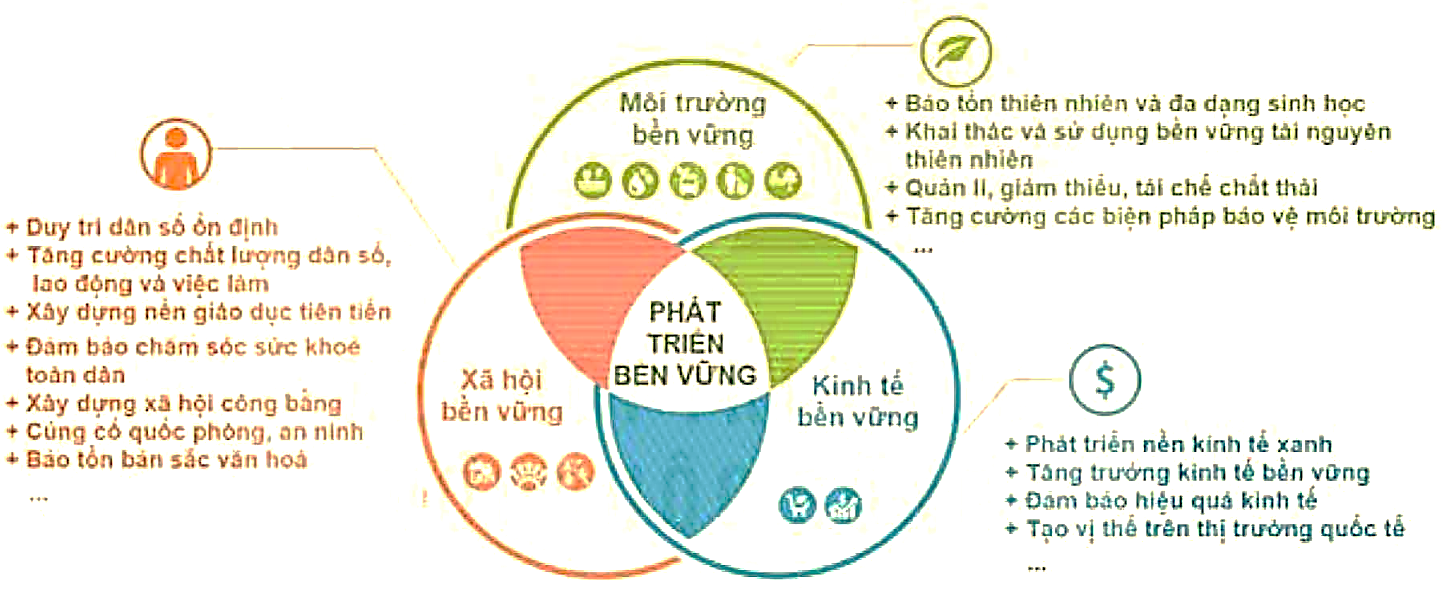 Môi trường
bền vững
+ Bảo tồn thiên nhiên và đa dạng sinh học
+ Khai thác và sử dụng bền vững tài nguyên
thiên nhiên
+ Quản lí, giảm thiểu, tái chế chất thải
+ Tăng cường các biện pháp bảo vệ môi trường
...
+ Duy trì dân số ổn định
+ Tăng cường chất lượng dân số,
lao động và việc làm
+ Xây dựng nền giáo dục tiên tiến
+ Đảm bảo chăm sóc sức khoẻ
toàn dân
+ Xây dựng xã hội công bằng
+ Củng cố quốc phòng, an ninh
+ Bảo tồn bản sắc văn hoá
...
PHÁT
TRIỂN
BỀN VỮNG
Xã hội
bền vững
Kinh tế
bền vững
$
+ Phát triển nền kinh tế xanh
+ Tăng trưởng kinh tế bền vững
+ Đảm bảo hiệu quả kinh tế
+ Tạo vị thế trên thị trường quốc tế
...